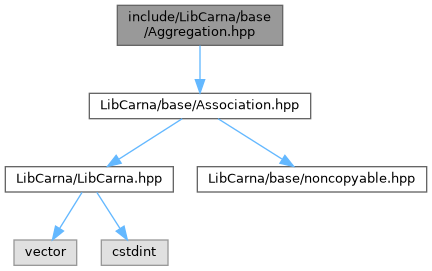 include/LibCarna/base
/Aggregation.hpp
LibCarna/base/Association.hpp
LibCarna/LibCarna.hpp
LibCarna/base/noncopyable.hpp
vector
cstdint